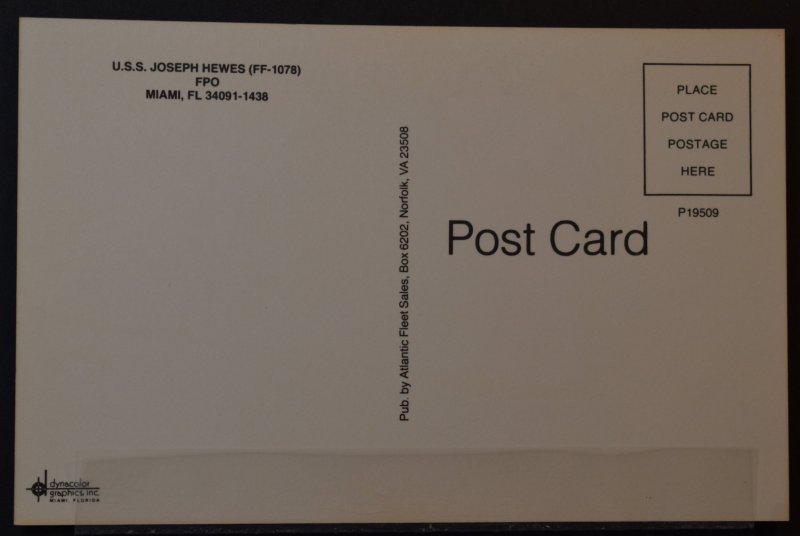 U.S.S. JOSEPH HEWES (FF-1078)
FPO
MIAMI, FL 34091-1438
Pub. by Atlantic Fleet Sales, Box 6202, Norfolk, VA 23508
PLACE
POST CARD
POSTAGE
HERE
P19509
Post Card
dynacolor
graphics, inc.
MIAMI, FLORIDA